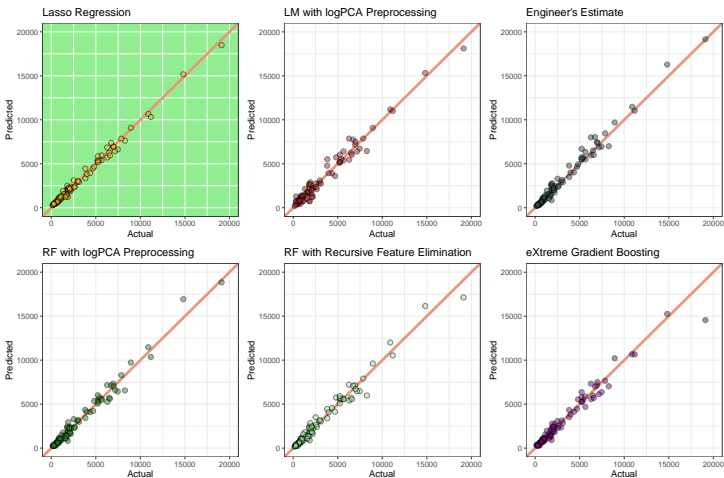 Lasso Regression
LM with logPCA Preprocessing
Engineer's Estimate
20000
15000
10000
5000
0
Predicted
0 5000 10000 15000 20000
Actual
20000
15000
10000
5000
0
Predicted
0 5000 10000 15000 20000
Actual
20000
15000
10000
5000
0
Predicted
0 5000 10000 15000 20000
Actual
RF with logPCA Preprocessing
RF with Recursive Feature Elimination
eXtreme Gradient Boosting
20000
15000
10000
5000
0
Predicted
0 5000 10000 15000 20000
Actual
20000
15000
10000
5000
0
Predicted
0 5000 10000 15000 20000
Actual
20000
15000
10000
5000
0
Predicted
0 5000 10000 15000 20000
Actual